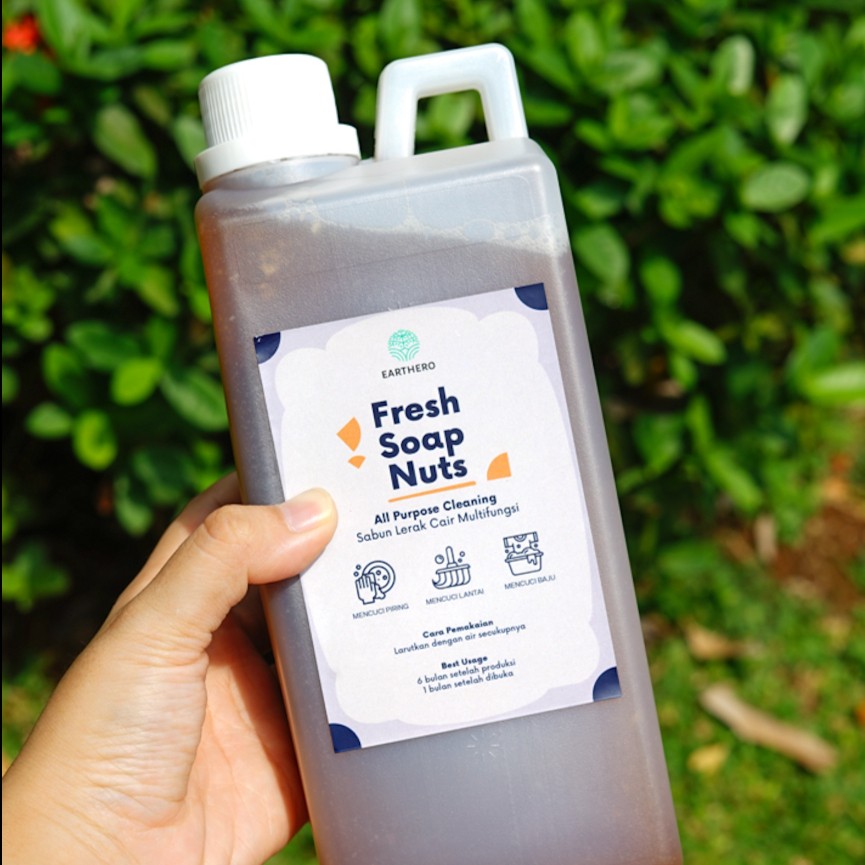 EARTHERO
Fresh
Soap
Nuts
All Purpose Cleaning
Sabun Lerak Cair Multifungsi
MENCUCI PIRING
MENCUCI LANTAI
MENCUCI BAJU
Cara Pemakaian
Larutkan dengan air secukupnya
Best Usage
6 bulan setelah produksi
1 bulan setelah dibuka